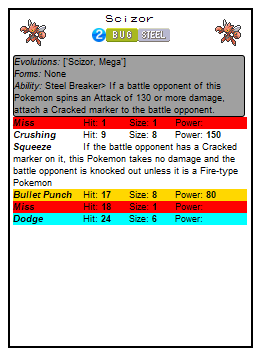 Scizor
2 BUG STEEL
Evolutions: ['Scizor, Mega']
Forms: None
Ability: Steel Breaker> If a battle opponent of this
Pokemon spins an Attack of 130 or more damage,
attach a Cracked marker to the opponent.
Miss Hit: 1 Size: 1 Power:
Crushing Hit: 9 Size: 8 Power: 150
Squeeze If the battle opponent has a Cracked
marker on it, this Pokemon takes no damage and the
battle opponent is knocked out unless it is a Fire-type
Pokemon
Bullet Punch Hit: 17 Size: 8 Power: 80
Miss Hit: 18 Size: 1 Power:
Dodge Hit: 24 Size: 6 Power: